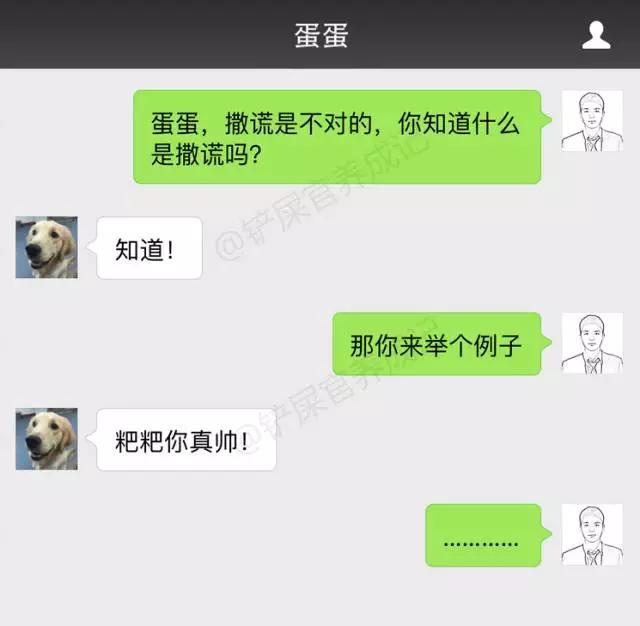 蛋蛋
蛋蛋，撒谎是不对的，你知道什么
是撒谎吗？
@铲屎官养成记
知道！
那你来举个例子
@铲屎官养成记
粑粑你真帅！
…………